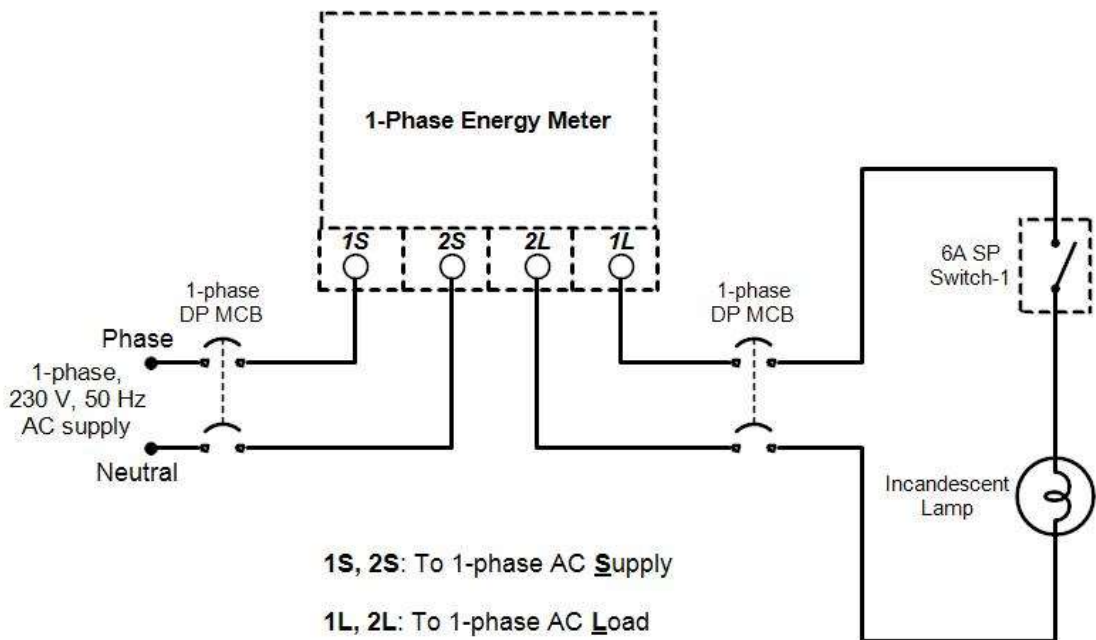 1-Phase Energy Meter
1S 2S 2L 1L
1-phase
DP MCB
1-phase
DP MCB
6A SP
Switch-1
Phase
1-phase,
230 V, 50 Hz
AC supply
Neutral
Incandescent
Lamp
1S, 2S: To 1-phase AC Supply
1L, 2L: To 1-phase AC Load